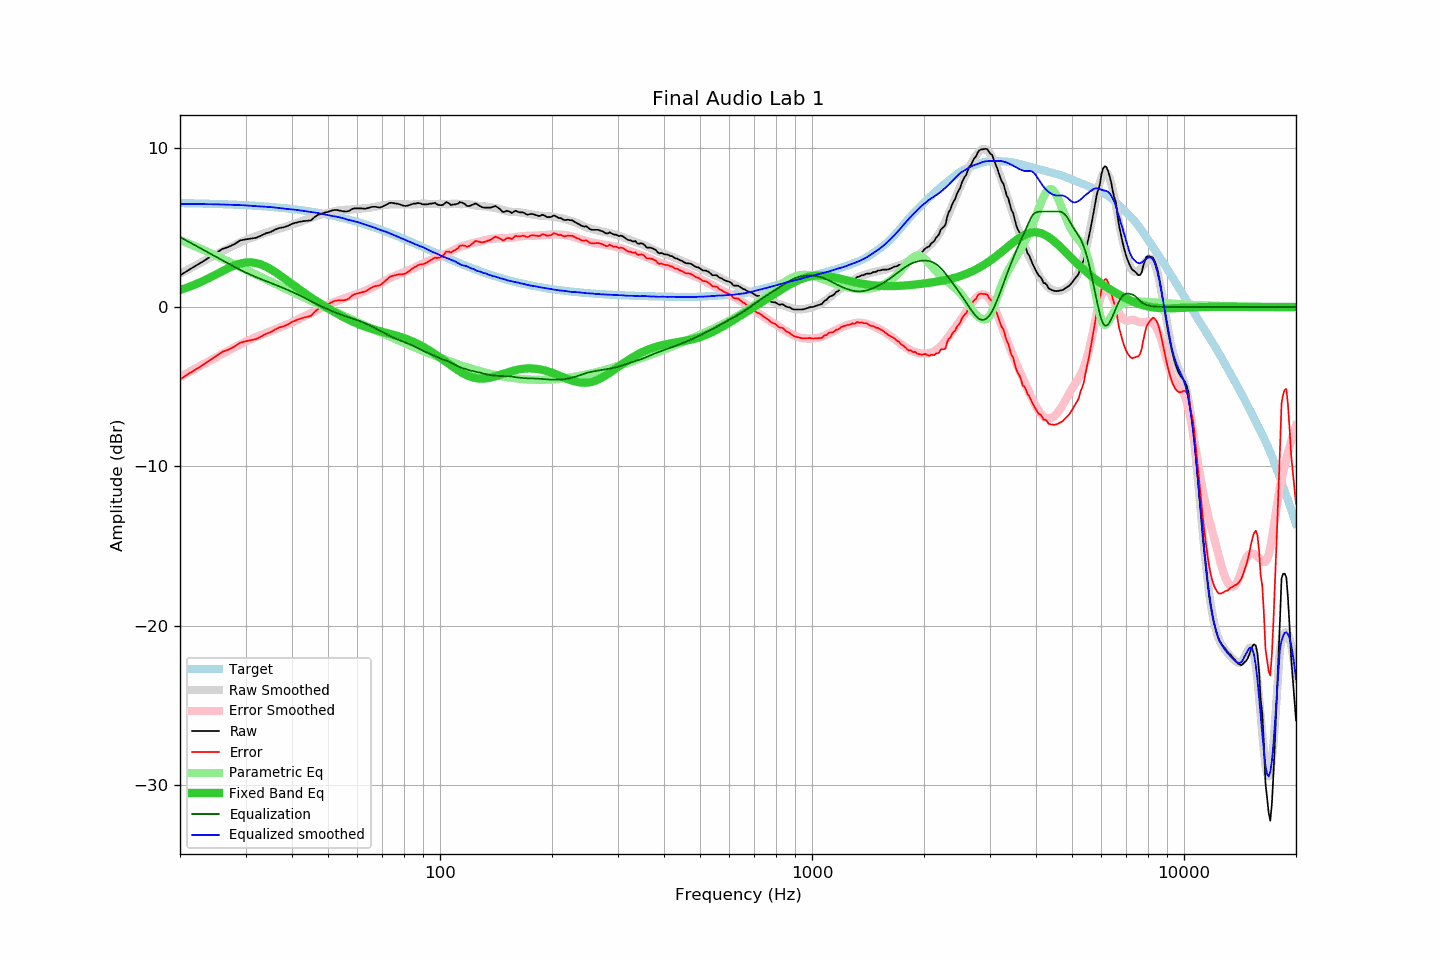 Final Audio Lab 1
10
0
−10
−20
−30
Amplitude (dBr)
Target
Raw Smoothed
Error Smoothed
Raw
Error
Parametric Eq
Fixed Band Eq
Equalization
Equalized smoothed
100
1000
10000
Frequency (Hz)